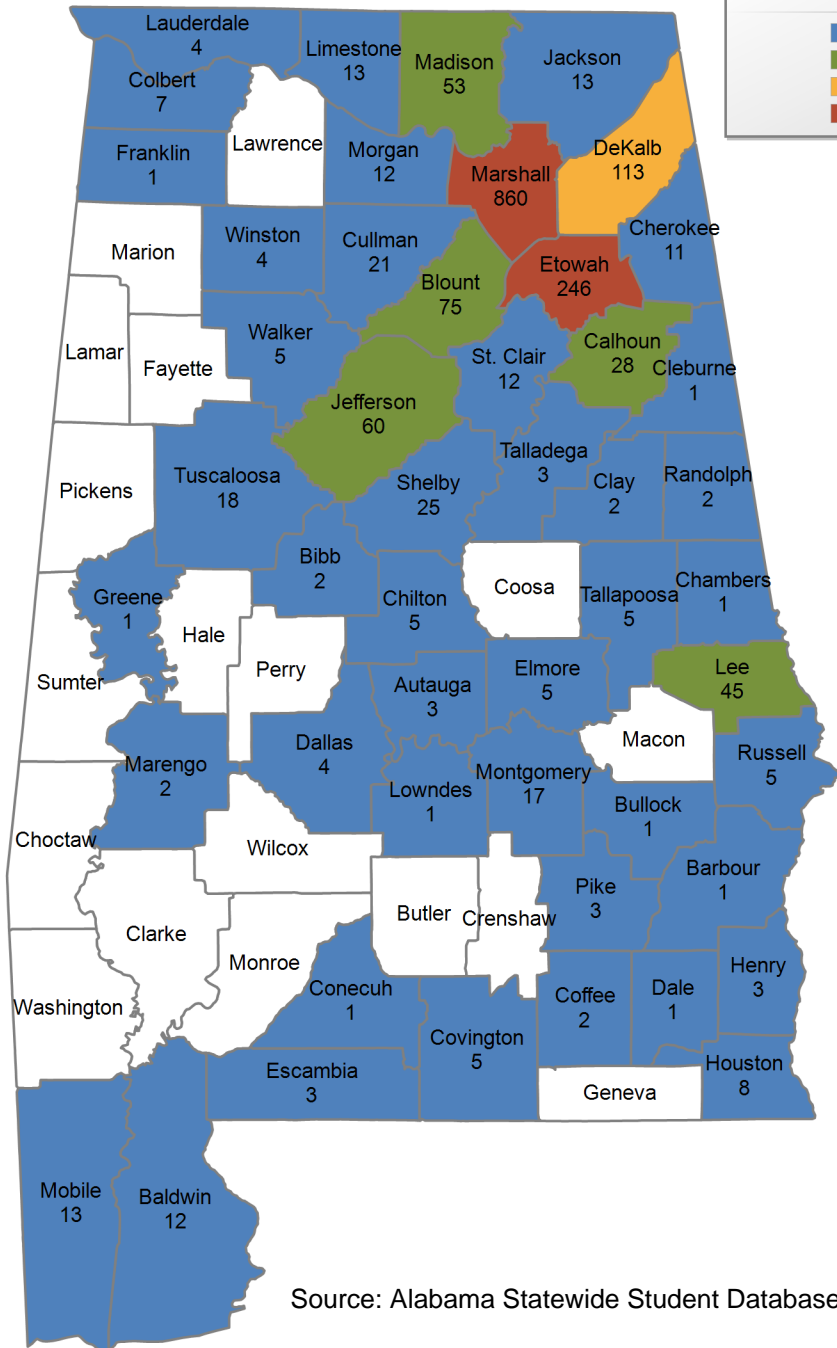 Lauderdale
4
Limestone
13
Madison
53
Jackson
13
Colbert
7
Lawrence
Franklin
1
Morgan
12
Marshall
860
DeKalb
113
Marion
Winston
4
Cullman
21
Cherokee
11
Etowah
246
Blount
75
Lamar
Fayette
Walker
5
St. Clair
12
Calhoun
28
Cleburne
1
Jefferson
60
Pickens
Tuscaloosa
18
Shelby
25
Talladega
3
Clay
2
Randolph
2
Bibb
2
Greene
1
Hale
Chilton
5
Coosa
Tallapoosa
5
Chambers
1
Sumter
Perry
Autauga
3
Elmore
5
Lee
45
Marengo
2
Dallas
4
Macon
Russell
5
Lowndes
1
Montgomery
17
Bullock
1
Choctaw
Wilcox
Barbour
1
Pike
3
Butler
Crenshaw
Clarke
Monroe
Henry
3
Washington
Conecuh
1
Coffee
2
Dale
1
Covington
5
Escambia
3
Geneva
Houston
8
Mobile
13
Baldwin
12
Source: Alabama Statewide Student Database